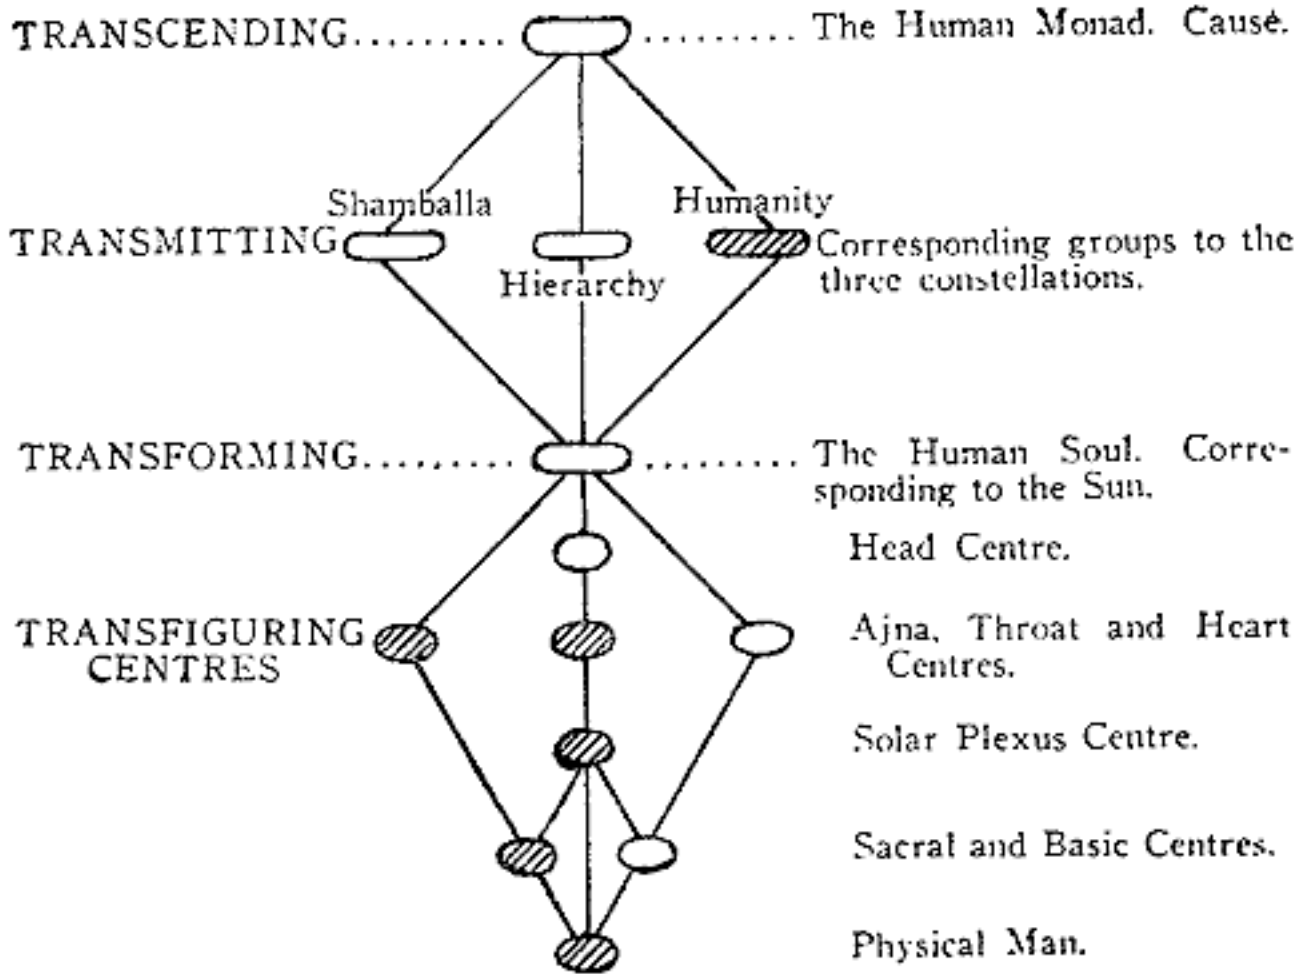 TRANSCENDING.......... .......... The Human Monad. Cause.
Shamballa Humanity
TRANSMITTING Corresponding groups to the
three constellations.
Hierarchy
TRANSFORMING.......... .......... The Human Soul. Corre-
sponding to the Sun.
Head Centre.
TRANSFIGURING Ajna, Throat and Heart
CENTRES Centres.
Solar Plexus Centre.
Sacral and Basic Centres.
Physical Man.